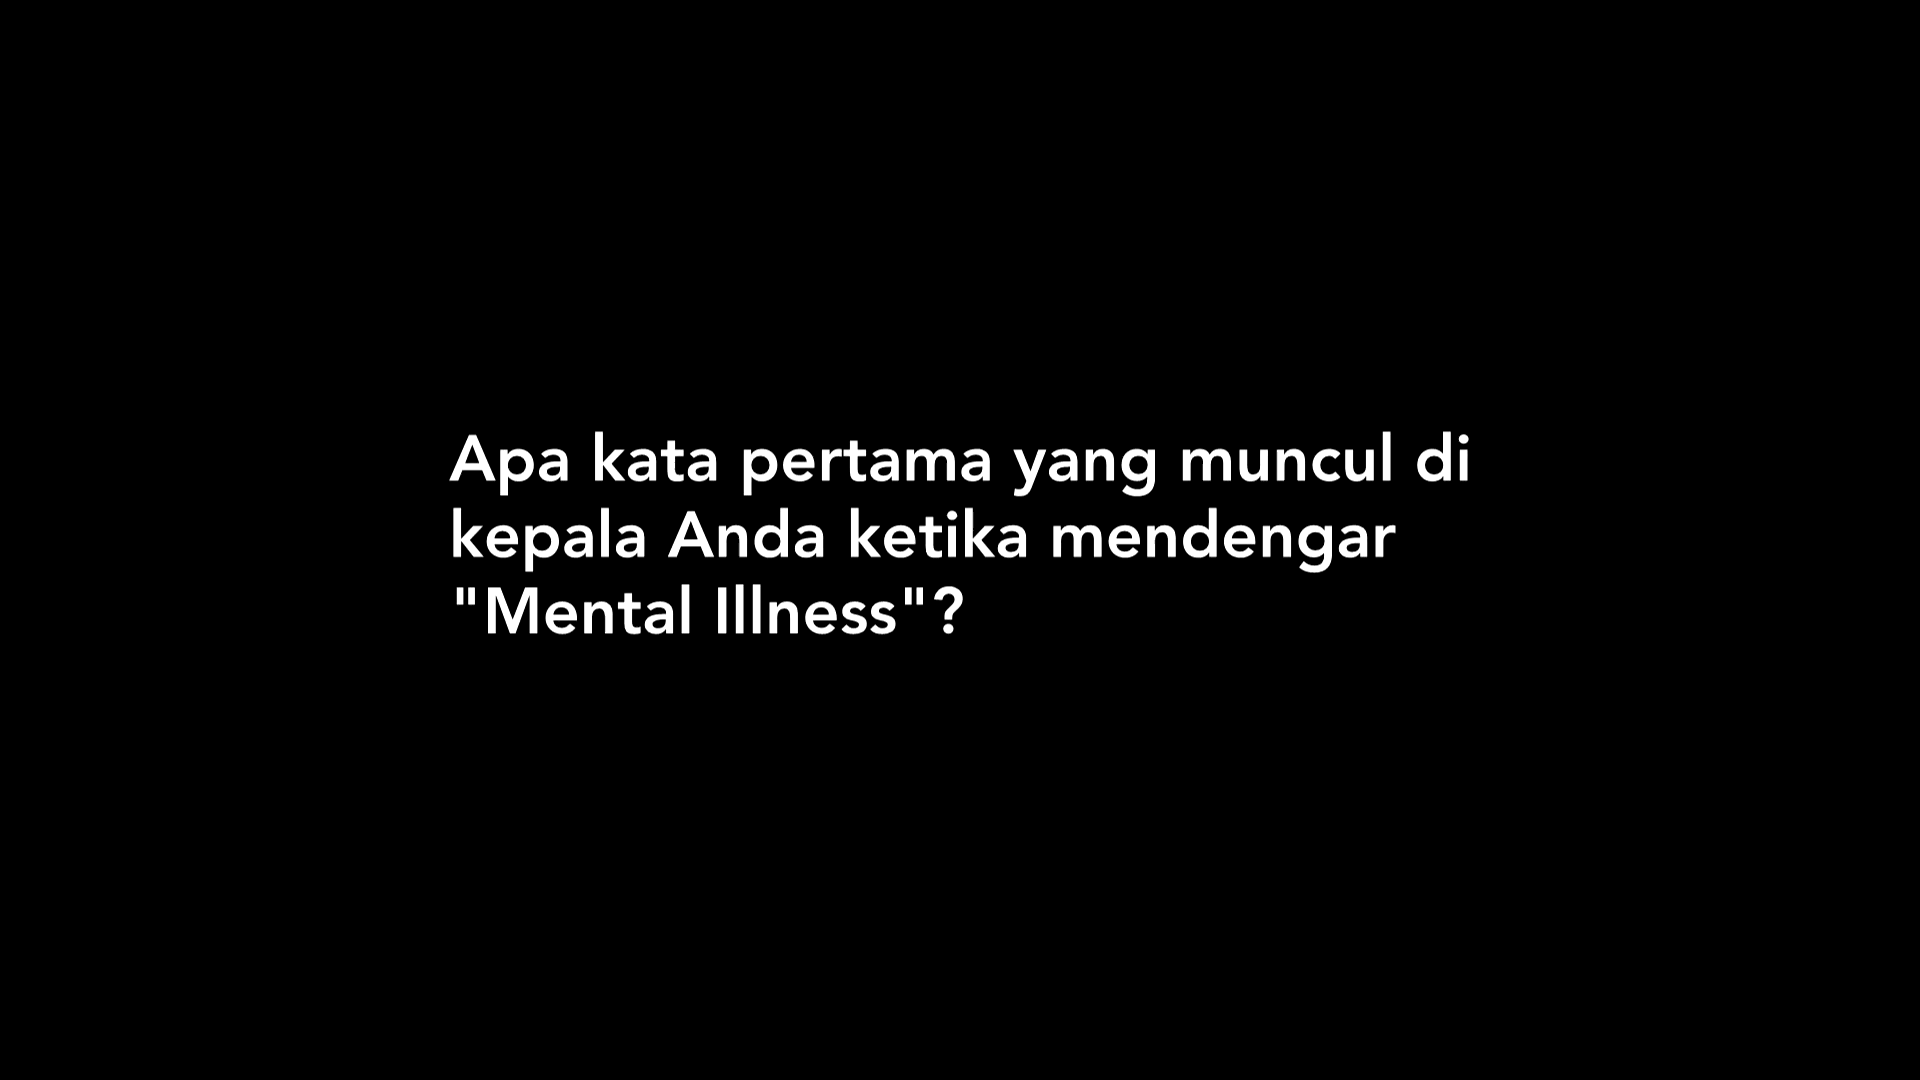 Apa kata pertama yang muncul di
kepala Anda ketika mendengar
"Mental Illness"?